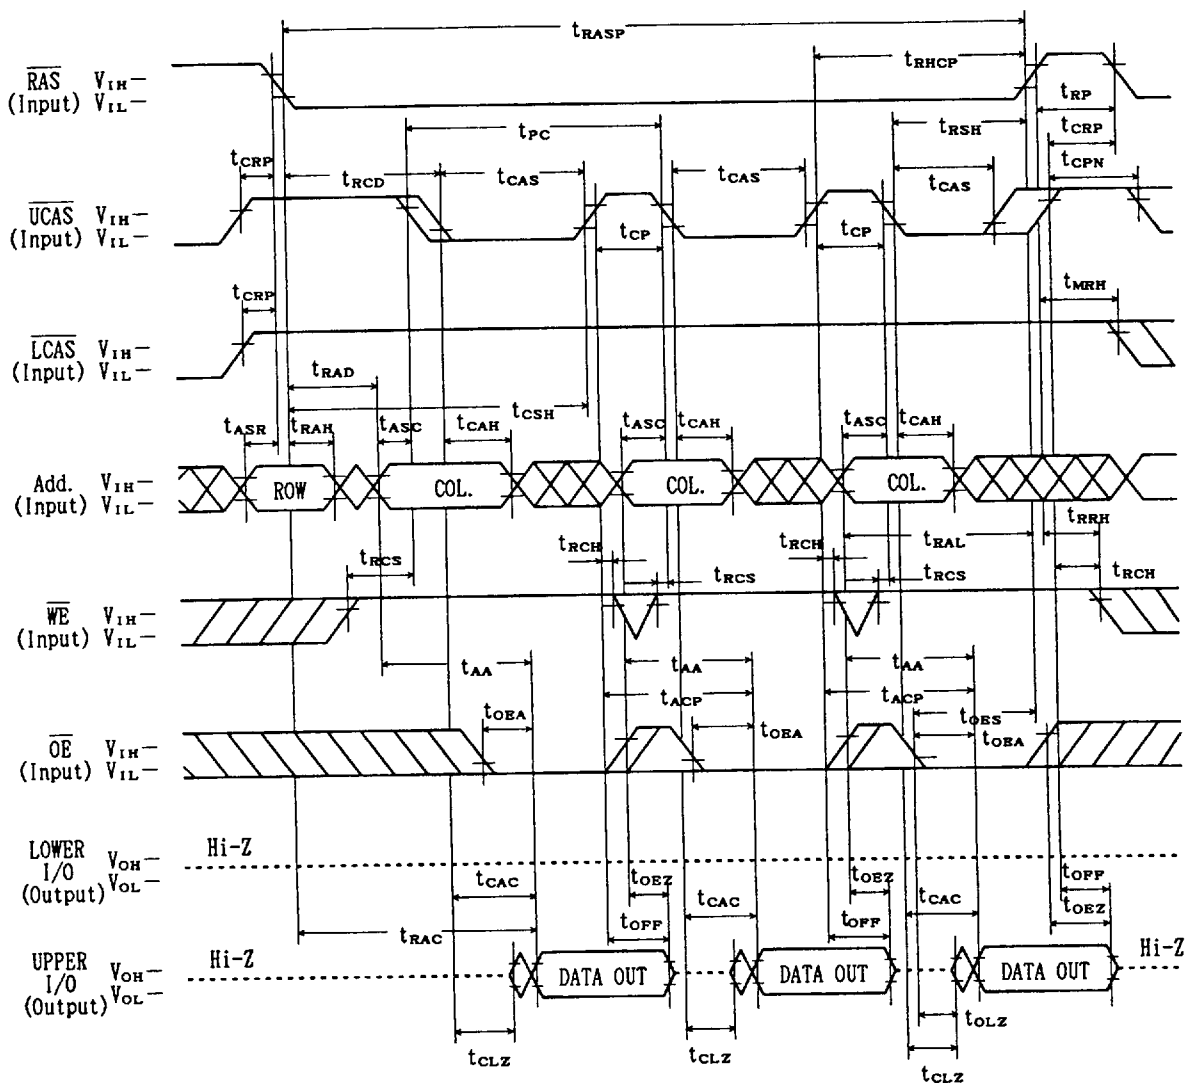 tRASP
tRHCP
RAS VIH
(Input) VIL
tRP
tPC
tRSH
tCRP
tCRP
tRCD
tCAS
tCAS
tCAS
tCPN
UCAS VIH
(Input) VIL
tCP
tCP
tCRP
tMRH
LCAS VIH
(Input) VIL
tRAD
tCSH
tASR
tRAH
tASC
tCAH
tASC
tCAH
tASC
tCAH
Add. VIH
(Input) VIL
ROW
COL.
COL.
COL.
tRCS
tRCH
tRCS
tRCH
tRAL
tRCS
tRRH
tRCH
WE VIH
(Input) VIL
tAA
tAA
tAA
tACP
tACP
tOEA
tOEA
tOES
tOEA
OE VIH
(Input) VIL
LOWER
I/O
(Output)
VOH
VOL
Hi-Z
tCAC
tOEZ
tCAC
tOEZ
tCAC
tOFF
tRAC
tOFF
tOFF
tOEZ
UPPER
I/O
(Output)
VOH
VOL
Hi-Z
DATA OUT
DATA OUT
DATA OUT
Hi-Z
tCLZ
tCLZ
tOLZ
tCLZ